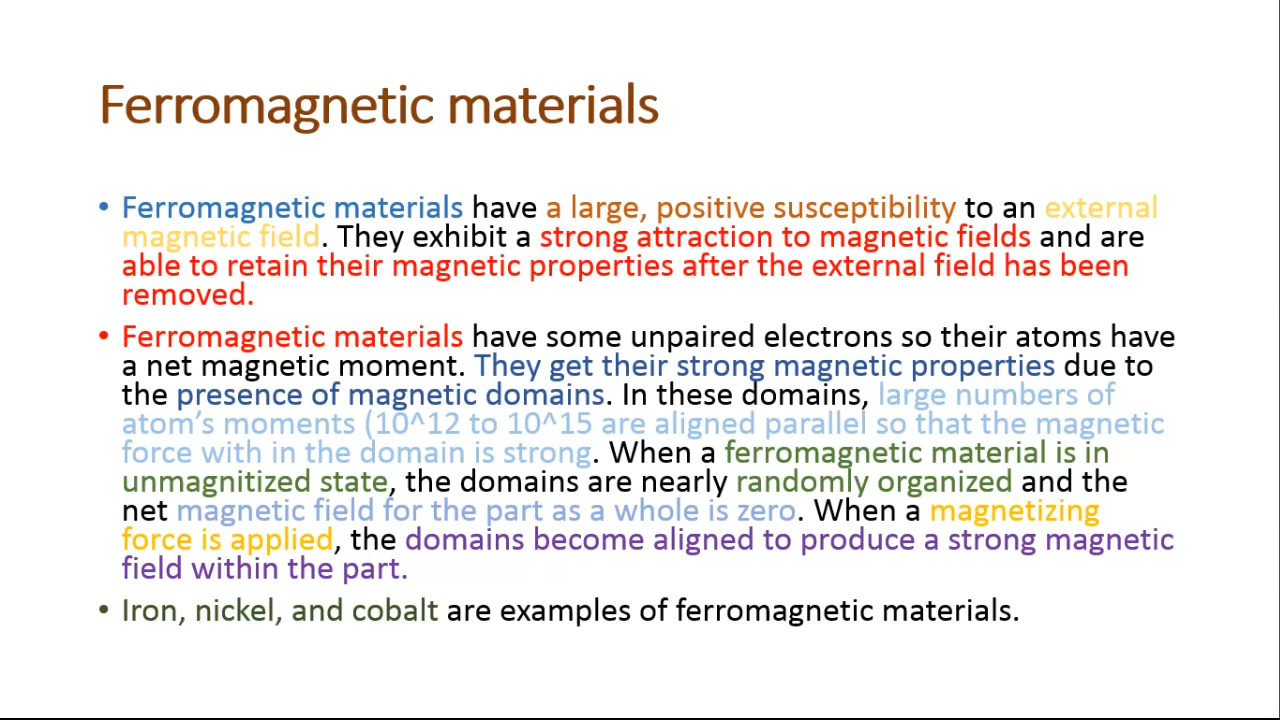 Ferromagnetic materials
• Ferromagnetic materials have a large, positive susceptibility to an external
magnetic field. They exhibit a strong attraction to magnetic fields and are
able to retain their magnetic properties after the external field has been
removed.
• Ferromagnetic materials have some unpaired electrons so their atoms have
a net magnetic moment. They get their strong magnetic properties due to
the presence of magnetic domains. In these domains, large numbers of
atom’s moments (10^12 to 10^15 are aligned parallel so that the magnetic
force with in the domain is strong. When a ferromagnetic material is in
unmagnitized state, the domains are nearly randomly organized and the
net magnetic field for the part as a whole is zero. When a magnetizing
force is applied, the domains become aligned to produce a strong magnetic
field within the part.
• Iron, nickel, and cobalt are examples of ferromagnetic materials.